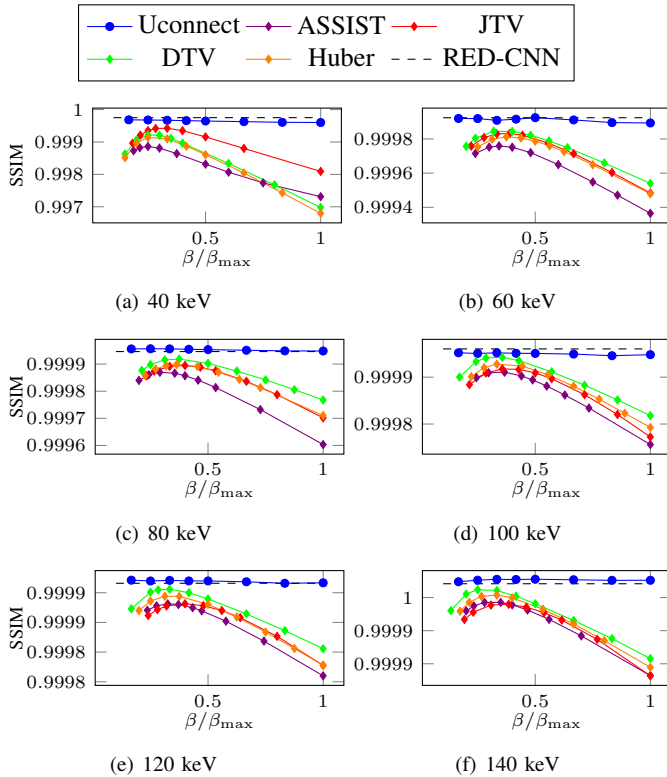 Uconnect ASSIST JTV
DTV Huber RED-CNN
SSIM
1
0.999
0.998
0.997
0.5 1
β/βmax
(a) 40 keV
0.9998
0.9996
0.9994
0.5 1
β/βmax
(b) 60 keV
SSIM
0.9999
0.9998
0.9997
0.9996
0.5 1
β/βmax
(c) 80 keV
0.9999
0.9998
0.5 1
β/βmax
(d) 100 keV
SSIM
0.9999
0.9999
0.9998
0.9998
0.5 1
β/βmax
(e) 120 keV
1
0.9999
0.9999
0.5 1
β/βmax
(f) 140 keV